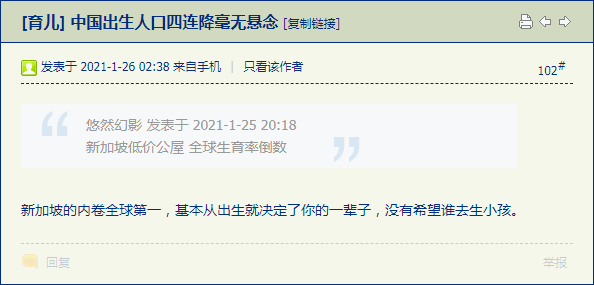 [育儿] 中国出生人口四连降毫无悬念 [复制链接]
发表于 2021-1-26 02:38 来自手机 | 只看该作者
102#
悠然幻影 发表于 2021-1-25 20:18
新加坡低价公屋 全球生育率倒数
新加坡的内卷全球第一，基本从出生就决定了你的一辈子，没有希望谁去生小孩。
回复 举报